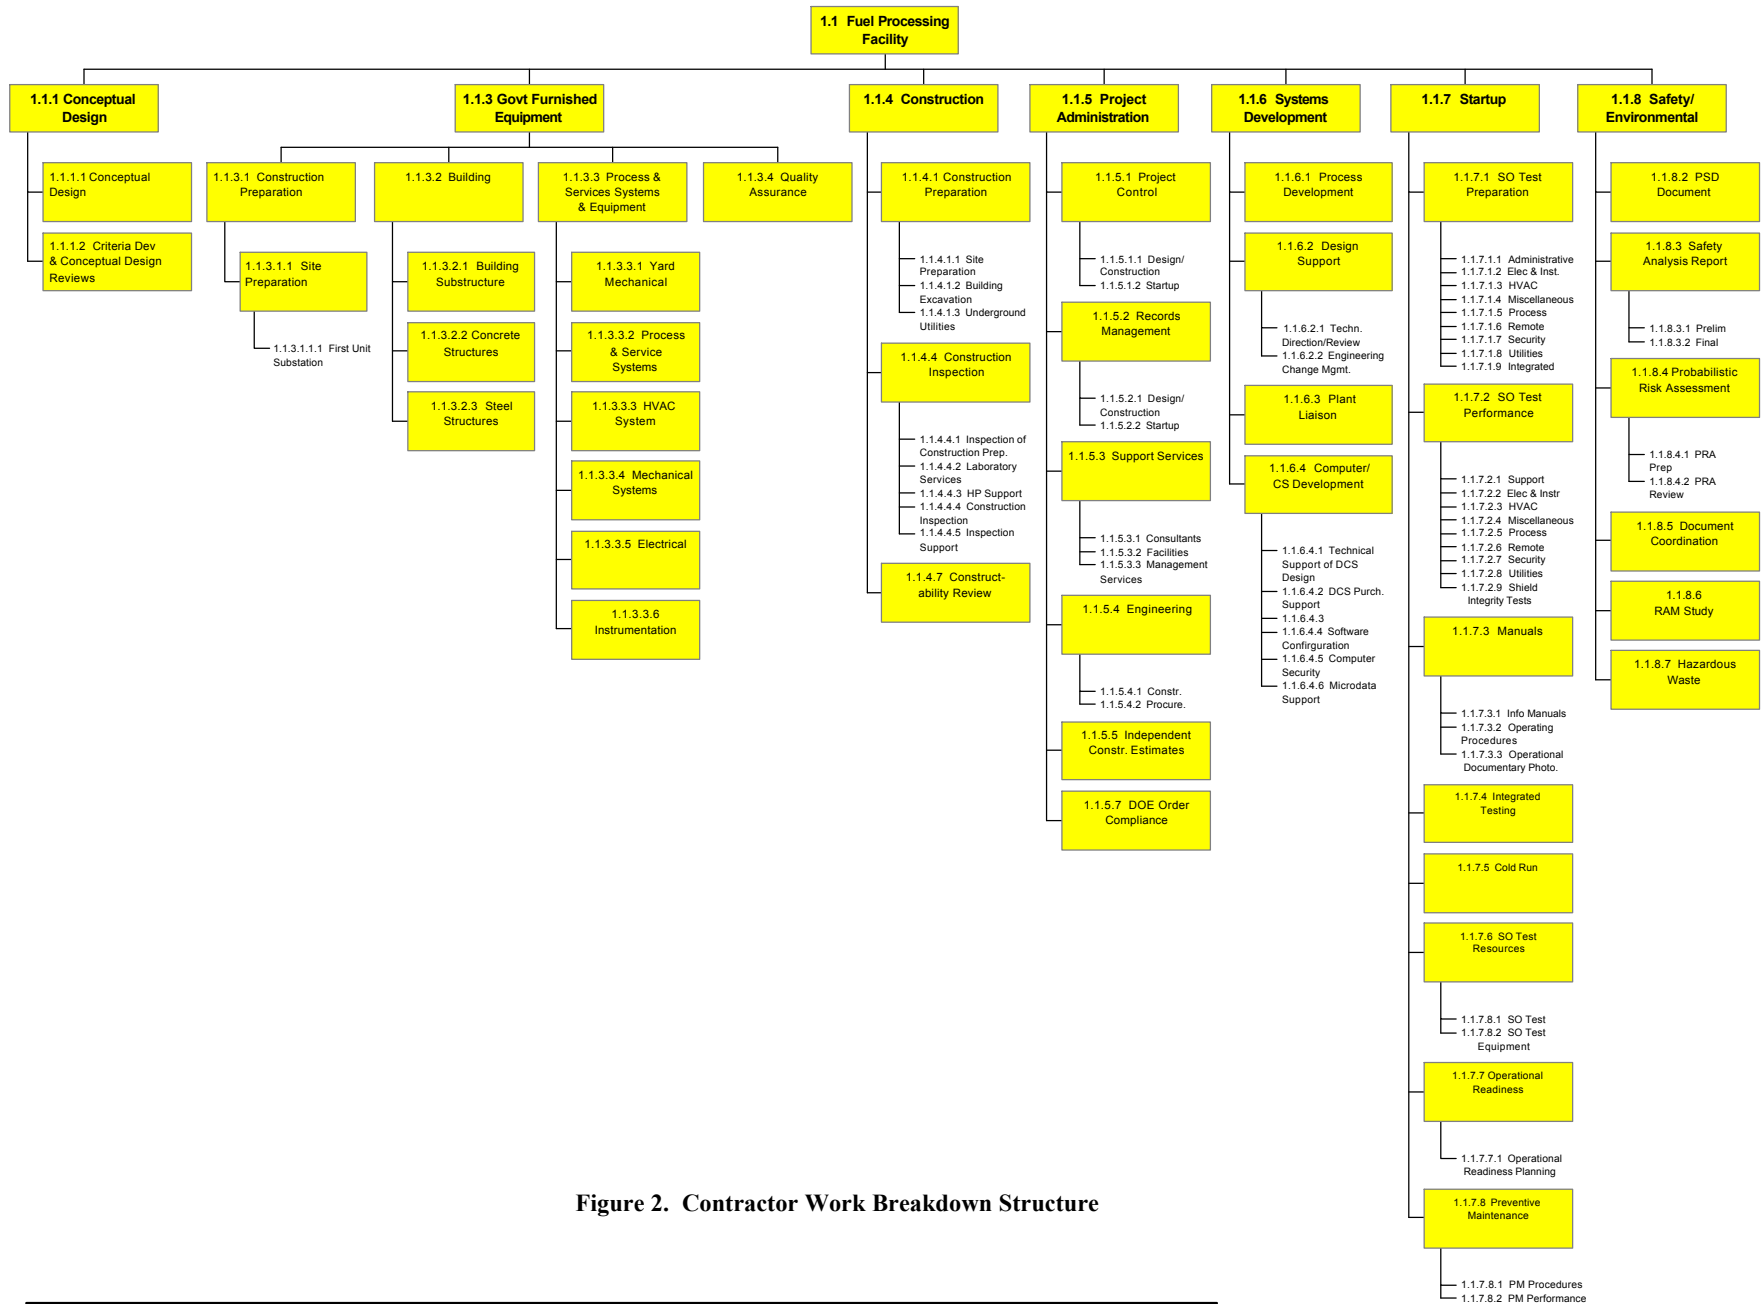 1.1 Fuel Processing
Facility
1.1.1 Conceptual
Design
1.1.1.1 Conceptual
Design
1.1.1.2 Criteria Dev
& Conceptual Design
Reviews
1.1.3 Govt Furnished
Equipment
1.1.3.1 Construction
Preparation
1.1.3.1.1 Site
Preparation
1.1.3.1.1.1 First Unit
Substation
1.1.3.2 Building
1.1.3.2.1 Building
Substructure
1.1.3.2.2 Concrete
Structures
1.1.3.2.3 Steel
Structures
1.1.3.3 Process &
Services Systems
& Equipment
1.1.3.3.1 Yard
Mechanical
1.1.3.3.2 Process
& Service
Systems
1.1.3.3.3 HVAC
System
1.1.3.3.4 Mechanical
Systems
1.1.3.3.5 Electrical
1.1.3.3.6
Instrumentation
1.1.3.4 Quality
Assurance
1.1.4 Construction
1.1.4.1 Construction
Preparation
1.1.4.1.1 Site
Preparation
1.1.4.1.2 Building
Excavation
1.1.4.1.3 Underground
Utilities
1.1.4.4 Construction
Inspection
1.1.4.4.1 Inspection of
Construction Prep.
1.1.4.4.2 Laboratory
Services
1.1.4.4.3 HP Support
1.1.4.4.4 Construction
Inspection
1.1.4.4.5 Inspection
Support
1.1.4.7 Construct-
ability Review
1.1.5 Project
Administration
1.1.5.1 Project
Control
1.1.5.1.1 Design/
Construction
1.1.5.1.2 Startup
1.1.5.2 Records
Management
1.1.5.2.1 Design/
Construction
1.1.5.2.2 Startup
1.1.5.3 Support Services
1.1.5.3.1 Consultants
1.1.5.3.2 Facilities
1.1.5.3.3 Management
Services
1.1.5.4 Engineering
1.1.5.4.1 Constr.
1.1.5.4.2 Procure.
1.1.5.5 Independent
Constr. Estimates
1.1.5.7 DOE Order
Compliance
1.1.6 Systems
Development
1.1.6.1 Process
Development
1.1.6.2 Design
Support
1.1.6.2.1 Techn.
Direction/Review
1.1.6.2.2 Engineering
Change Mgmt.
1.1.6.3 Plant
Liaison
1.1.6.4 Computer/
CS Development
1.1.6.4.1 Technical
Support of DCS
Design
1.1.6.4.2 DCS Purch.
Support
1.1.6.4.3
1.1.6.4.4 Software
Confirguration
1.1.6.4.5 Computer
Security
1.1.6.4.6 Microdata
Support
1.1.7 Startup
1.1.7.1 SO Test
Preparation
1.1.7.1.1 Administrative
1.1.7.1.2 Elec & Inst.
1.1.7.1.3 HVAC
1.1.7.1.4 Miscellaneous
1.1.7.1.5 Process
1.1.7.1.6 Remote
1.1.7.1.7 Security
1.1.7.1.8 Utilities
1.1.7.1.9 Integrated
1.1.7.2 SO Test
Performance
1.1.7.2.1 Support
1.1.7.2.2 Elec & Instr
1.1.7.2.3 HVAC
1.1.7.2.4 Miscellaneous
1.1.7.2.5 Process
1.1.7.2.6 Remote
1.1.7.2.7 Security
1.1.7.2.8 Utilities
1.1.7.2.9 Shield
Integrity Tests
1.1.7.3 Manuals
1.1.7.3.1 Info Manuals
1.1.7.3.2 Operating
Procedures
1.1.7.3.3 Operational
Documentary Photo.
1.1.7.4 Integrated
Testing
1.1.7.5 Cold Run
1.1.7.6 SO Test
Resources
1.1.7.8.1 SO Test
1.1.7.8.2 SO Test
Equipment
1.1.7.7 Operational
Readiness
1.1.7.7.1 Operational
Readiness Planning
1.1.7.8 Preventive
Maintenance
1.1.7.8.1 PM Procedures
1.1.7.8.2 PM Performance
1.1.8 Safety/
Environmental
1.1.8.2 PSD
Document
1.1.8.3 Safety
Analysis Report
1.1.8.3.1 Prelim
1.1.8.3.2 Final
1.1.8.4 Probabilistic
Risk Assessment
1.1.8.4.1 PRA
Prep
1.1.8.4.2 PRA
Review
1.1.8.5 Document
Coordination
1.1.8.6
RAM Study
1.1.8.7 Hazardous
Waste
Figure 2. Contractor Work Breakdown Structure